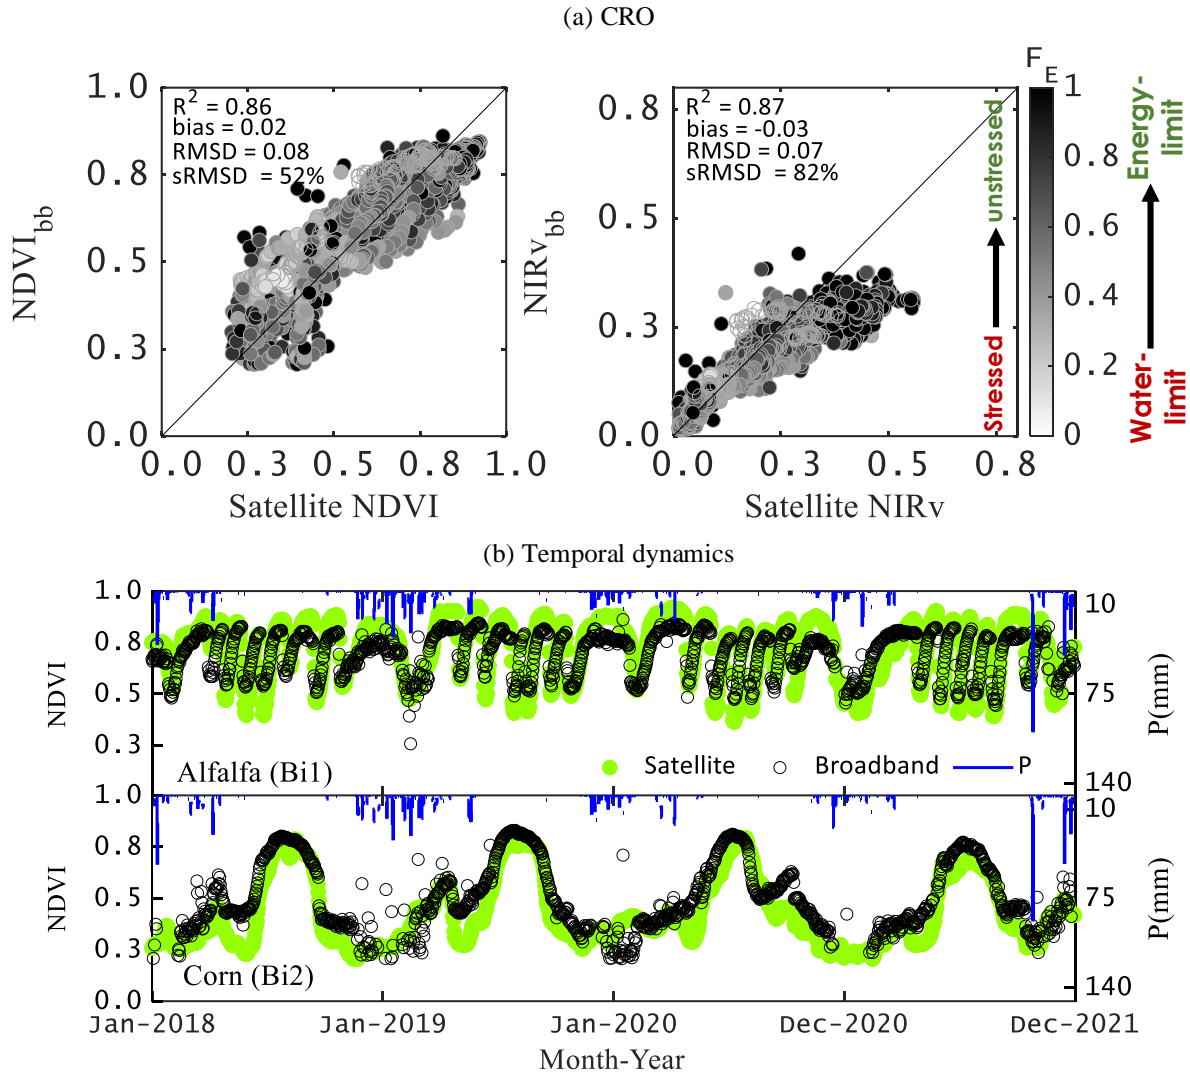 (a) CRO
R² = 0.86
bias = 0.02
RMSD = 0.08
sRMSD = 52%
1.0
0.8
0.5
0.3
0.0
NDVI_bb
0.0 0.3 0.5 0.8 1.0
Satellite NDVI
R² = 0.87
bias = -0.03
RMSD = 0.07
sRMSD = 82%
0.8
0.5
0.3
0.0
NIRv_bb
0.0 0.3 0.5 0.8
Satellite NIRv
Stressed
unstressed
F_E
1
0.8
0.6
0.4
0.2
0
Energy-
limit
Water-
limit
(b) Temporal dynamics
1.0
0.8
0.5
0.3
NDVI
10
75
140
P(mm)
Alfalfa (Bi1)
Satellite Broadband P
1.0
0.8
0.5
0.3
0.0
NDVI
10
75
140
P(mm)
Corn (Bi2)
Jan-2018 Jan-2019 Jan-2020 Dec-2020 Dec-2021
Month-Year